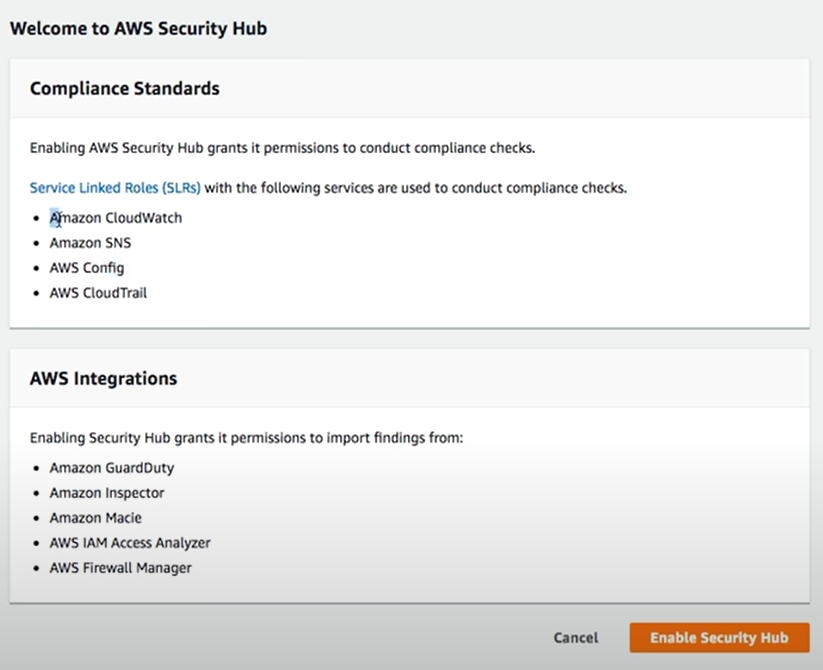 Welcome to AWS Security Hub
Compliance Standards
Enabling AWS Security Hub grants it permissions to conduct compliance checks.
Service Linked Roles (SLRs) with the following services are used to conduct compliance checks.
• Amazon CloudWatch
• Amazon SNS
• AWS Config
• AWS CloudTrail
AWS Integrations
Enabling Security Hub grants it permissions to import findings from:
• Amazon GuardDuty
• Amazon Inspector
• Amazon Macie
• AWS IAM Access Analyzer
• AWS Firewall Manager
Cancel Enable Security Hub